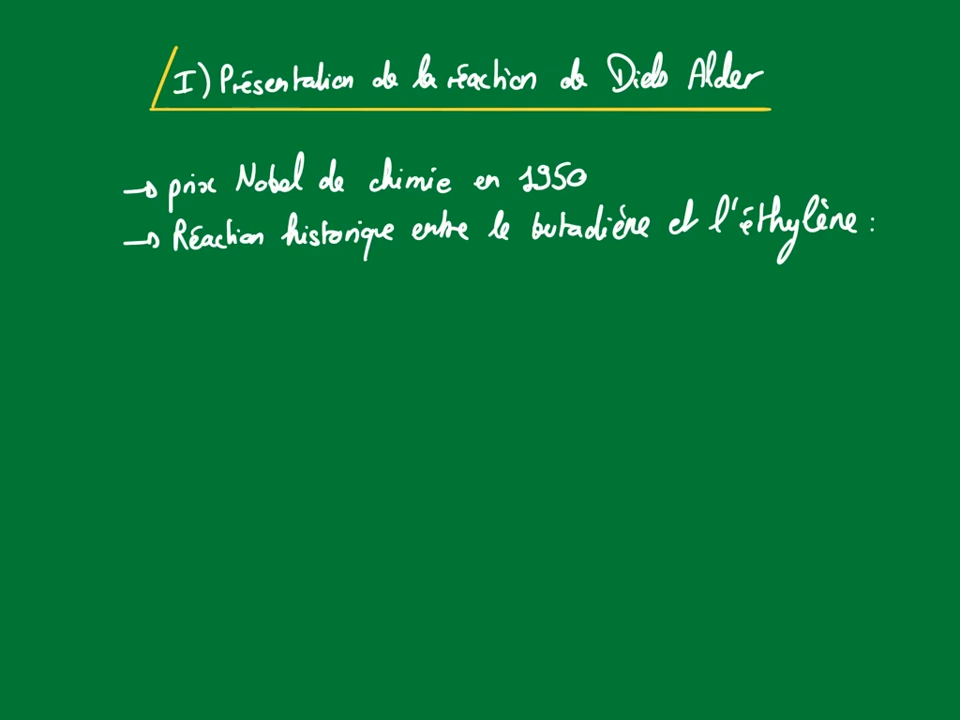 I) Présentation de la réaction de Diels Alder
→ prix Nobel de chimie en 1950
→ Réaction historique entre le butadiène et l'éthylène :